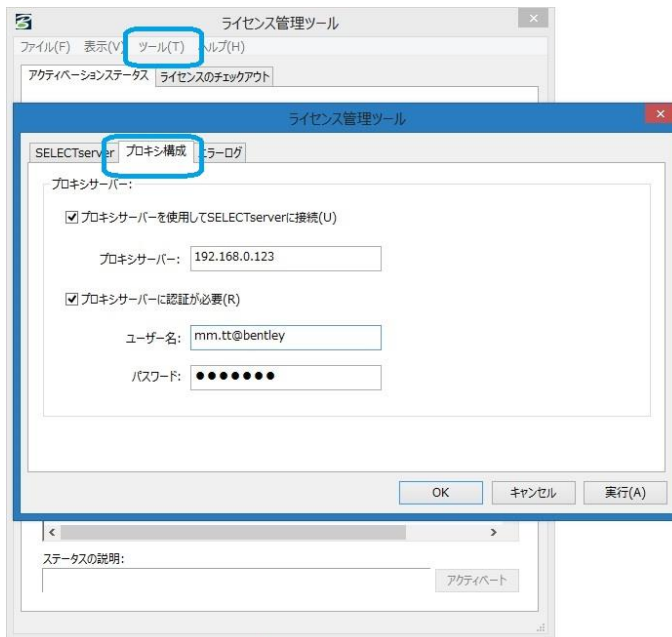 ライセンス管理ツール
ファイル(F) 表示(V) ツール(T) ヘルプ(H)
アクティベーションステータス ライセンスのチェックアウト
ライセンス管理ツール
SELECTserver プロキシ構成 エラーログ
プロキシサーバー:
プロキシサーバーを使用してSELECTserverに接続(U)
プロキシサーバー: 192.168.0.123
プロキシサーバーに認証が必要(R)
ユーザー名: mm.tt@bentley
パスワード: ●●●●●●●
OK キャンセル 実行(A)
ステータスの説明:
アクティベート